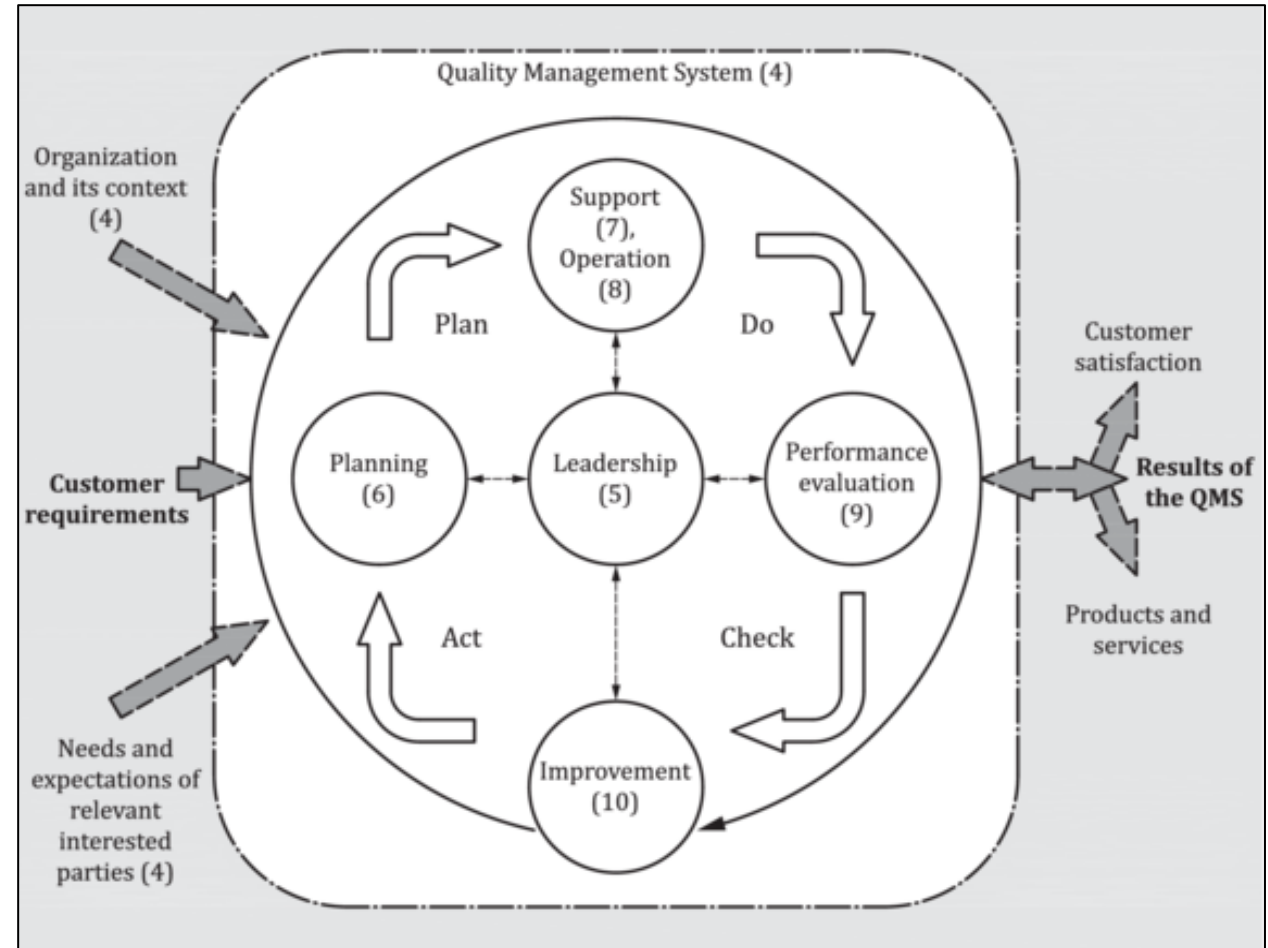 Quality Management System (4)
Organization
and its context
(4)
Support
(7),
Operation
(8)
Plan
Do
Customer
satisfaction
Planning
(6)
Leadership
(5)
Performance
evaluation
(9)
Customer
requirements
Results of
the QMS
Act
Check
Products and
services
Needs and
expectations of
relevant
interested
parties (4)
Improvement
(10)